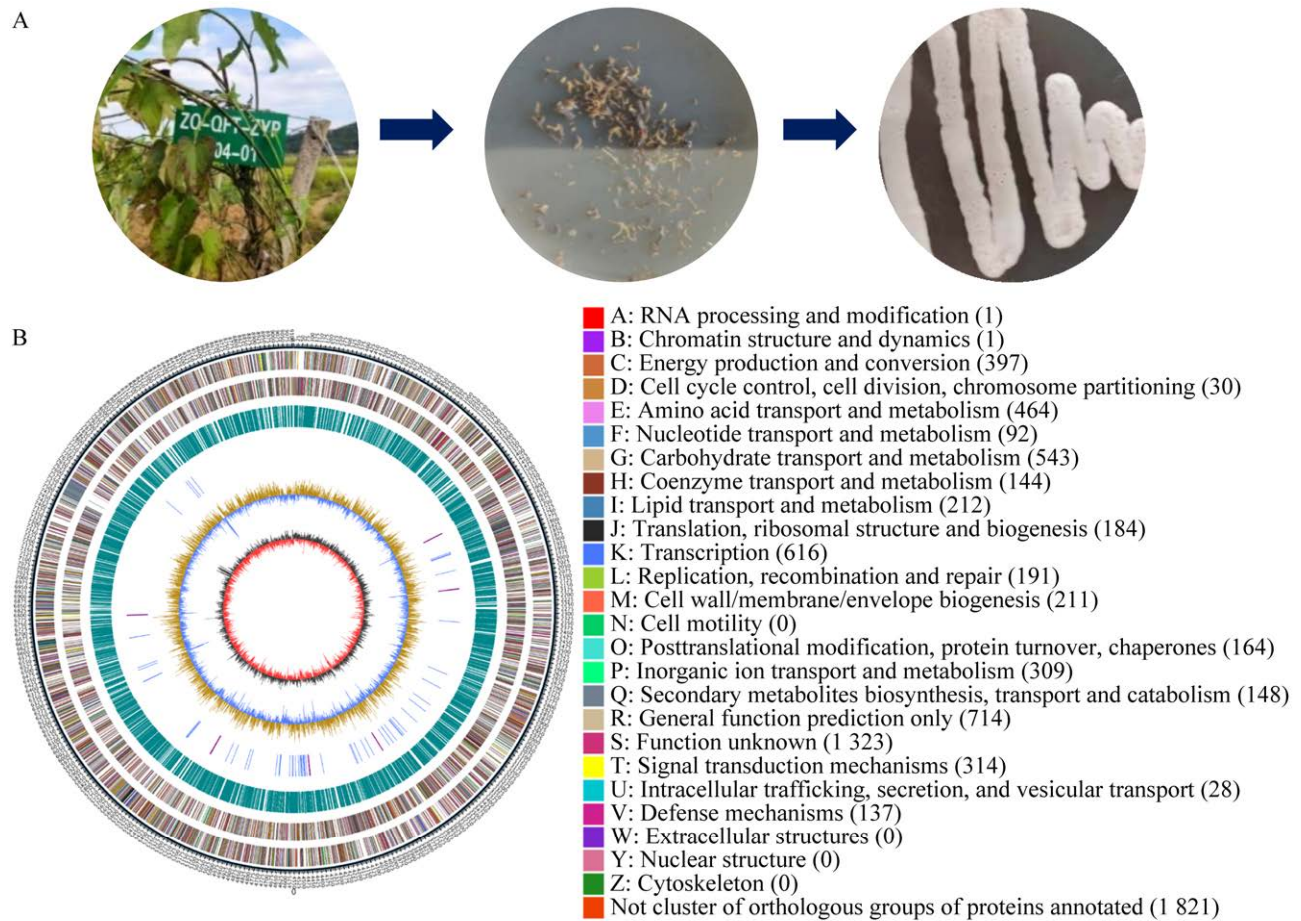 A
ZQ-QFT-ZYP
04-01
B
A: RNA processing and modification (1)
B: Chromatin structure and dynamics (1)
C: Energy production and conversion (397)
D: Cell cycle control, cell division, chromosome partitioning (30)
E: Amino acid transport and metabolism (464)
F: Nucleotide transport and metabolism (92)
G: Carbohydrate transport and metabolism (543)
H: Coenzyme transport and metabolism (144)
I: Lipid transport and metabolism (212)
J: Translation, ribosomal structure and biogenesis (184)
K: Transcription (616)
L: Replication, recombination and repair (191)
M: Cell wall/membrane/envelope biogenesis (211)
N: Cell motility (0)
O: Posttranslational modification, protein turnover, chaperones (164)
P: Inorganic ion transport and metabolism (309)
Q: Secondary metabolites biosynthesis, transport and catabolism (148)
R: General function prediction only (714)
S: Function unknown (1 323)
T: Signal transduction mechanisms (314)
U: Intracellular trafficking, secretion, and vesicular transport (28)
V: Defense mechanisms (137)
W: Extracellular structures (0)
Y: Nuclear structure (0)
Z: Cytoskeleton (0)
Not cluster of orthologous groups of proteins annotated (1 821)